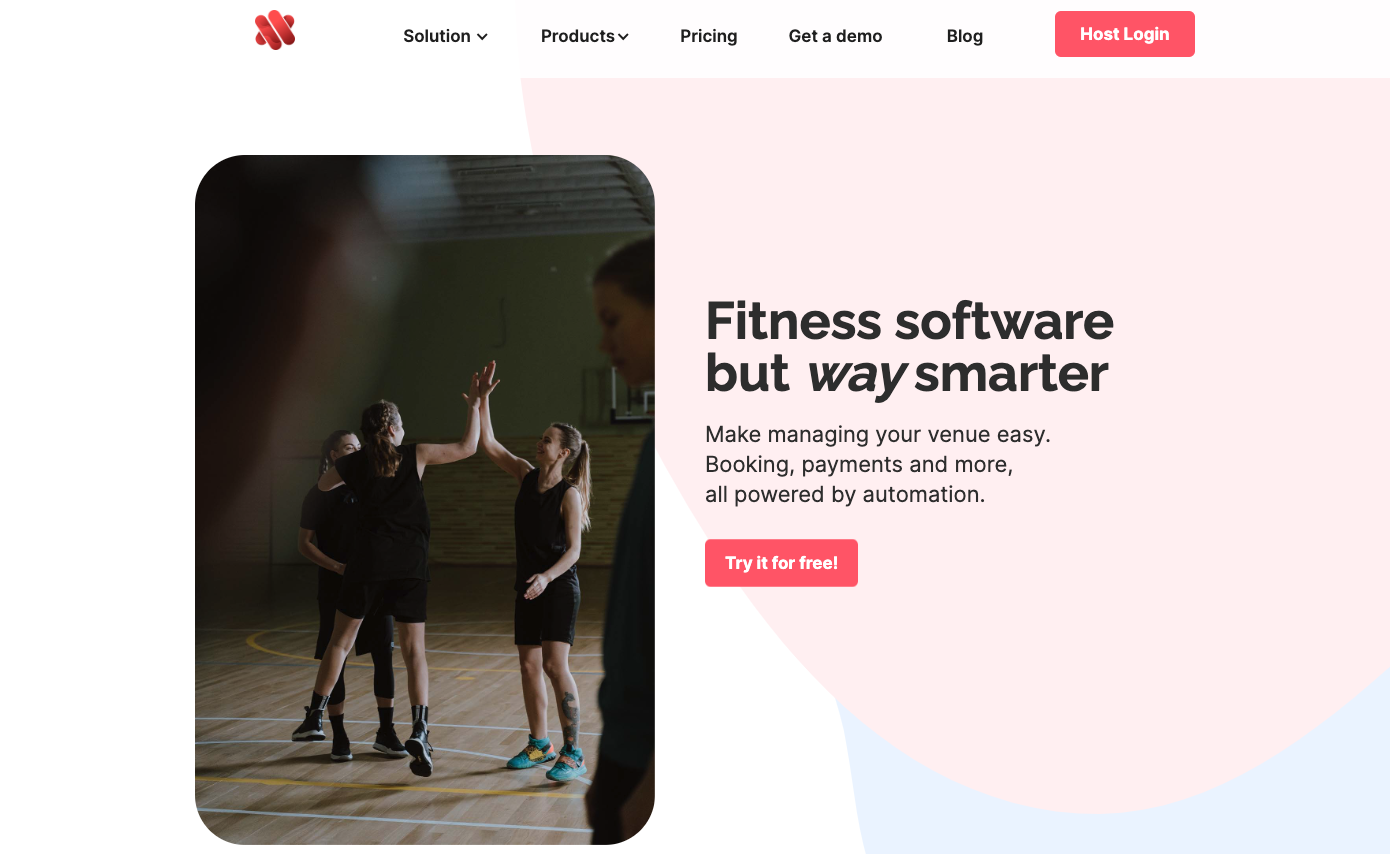 Solution
Products
Pricing
Get a demo
Blog
Host Login
Fitness software
but way smarter
Make managing your venue easy.
Booking, payments and more,
all powered by automation.
Try it for free!